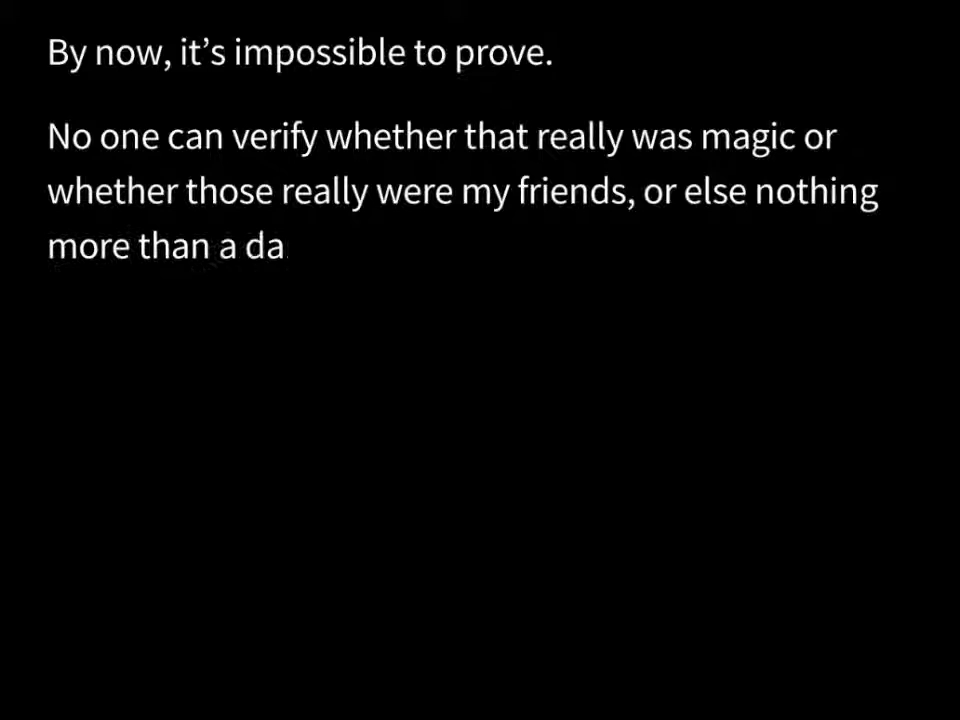 By now, it’s impossible to prove.
No one can verify whether that really was magic or
whether those really were my friends, or else nothing
more than a da